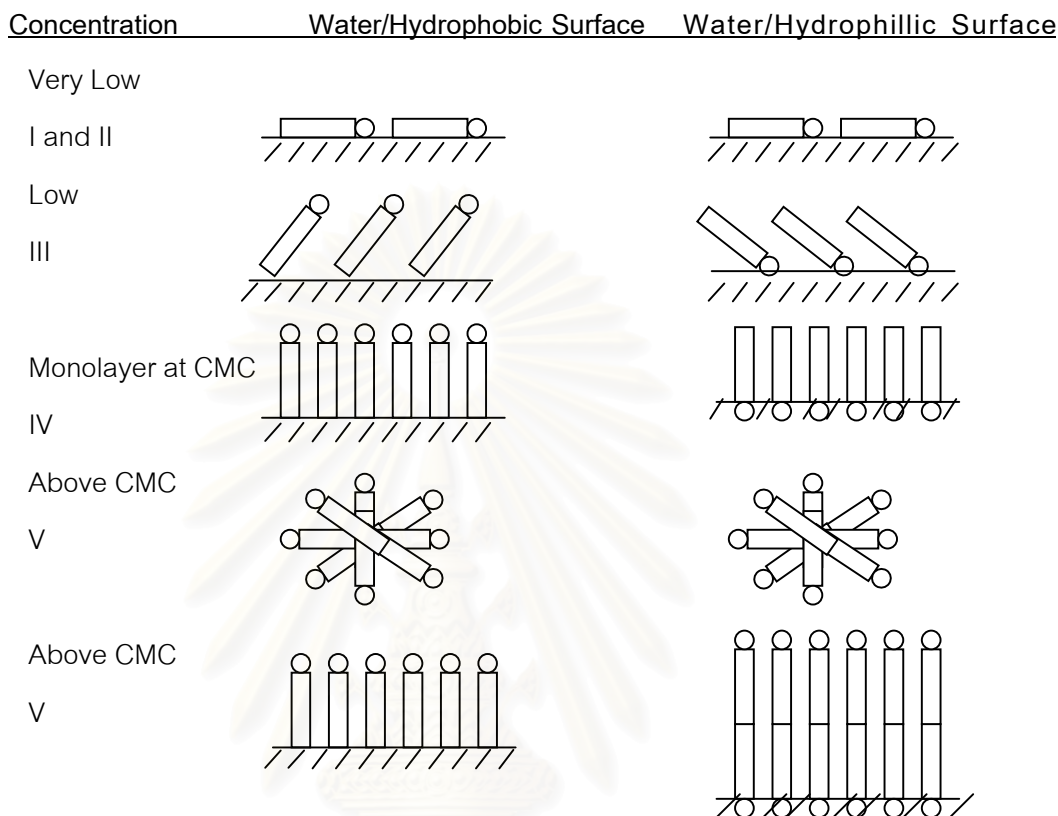 Concentration Water/Hydrophobic Surface Water/Hydrophillic Surface
Very Low
I and II
Low
III
Monolayer at CMC
IV
Above CMC
V
Above CMC
V